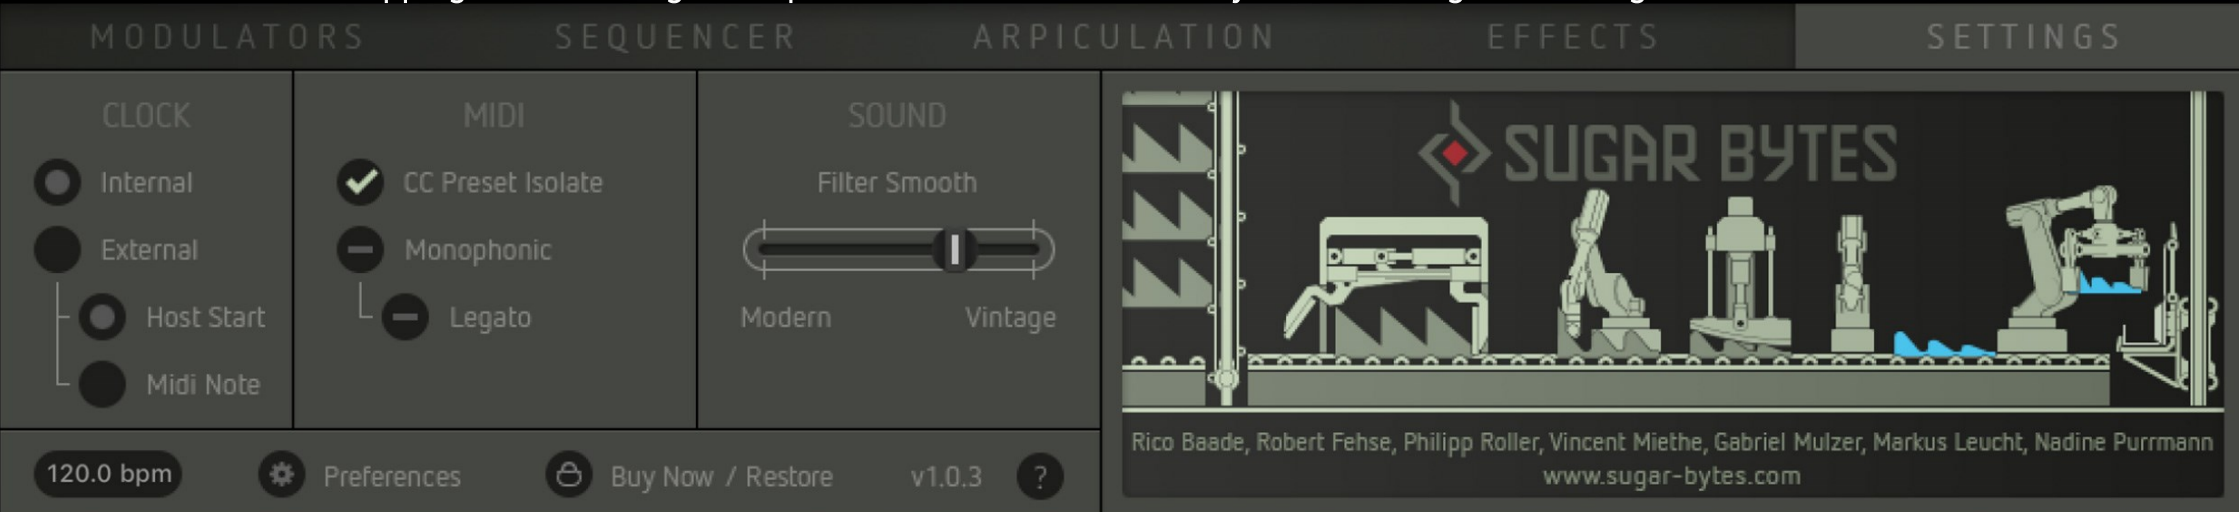 MODULATORS SEQUENCER ARPICULATION EFFECTS SETTINGS
CLOCK
Internal
External
Host Start
Midi Note
MIDI
CC Preset Isolate
Monophonic
Legato
SOUND
Filter Smooth
Modern Vintage
120.0 bpm Preferences Buy Now / Restore v1.0.3 ?
SUGAR BYTES
Rico Baade, Robert Fehse, Philipp Roller, Vincent Miethe, Gabriel Mulzer, Markus Leucht, Nadine Purrmann
www.sugar-bytes.com